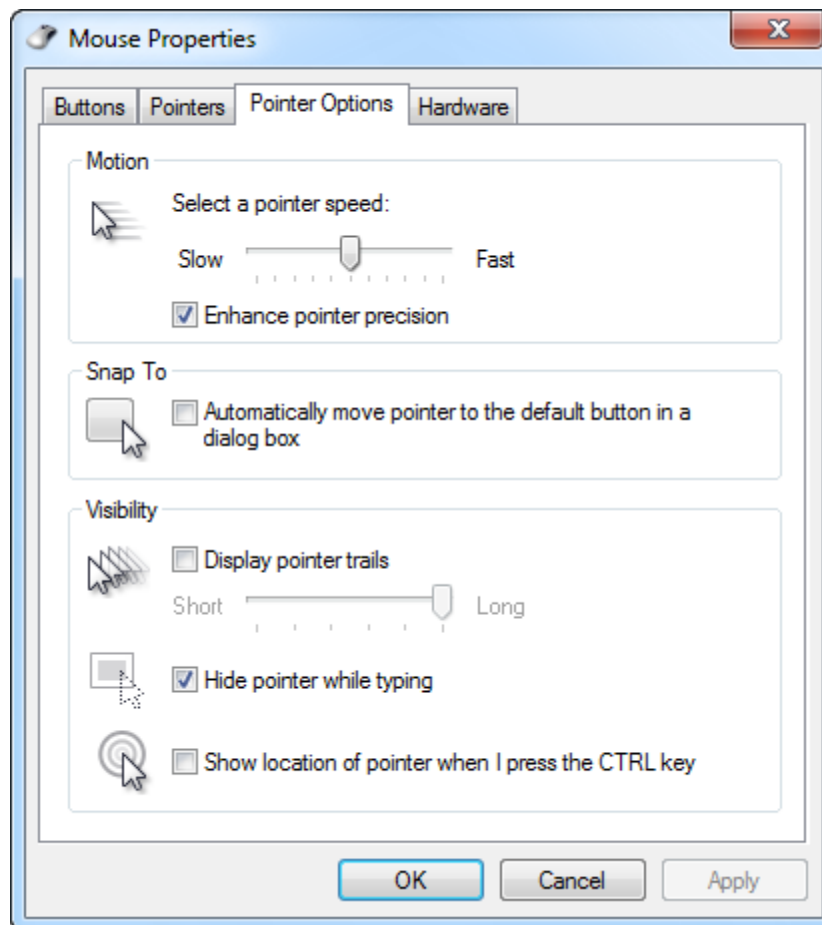 Mouse Properties
Buttons Pointers Pointer Options Hardware
Motion
Select a pointer speed:
Slow Fast
Enhance pointer precision
Snap To
Automatically move pointer to the default button in a
dialog box
Visibility
Display pointer trails
Short Long
Hide pointer while typing
Show location of pointer when I press the CTRL key
OK Cancel Apply